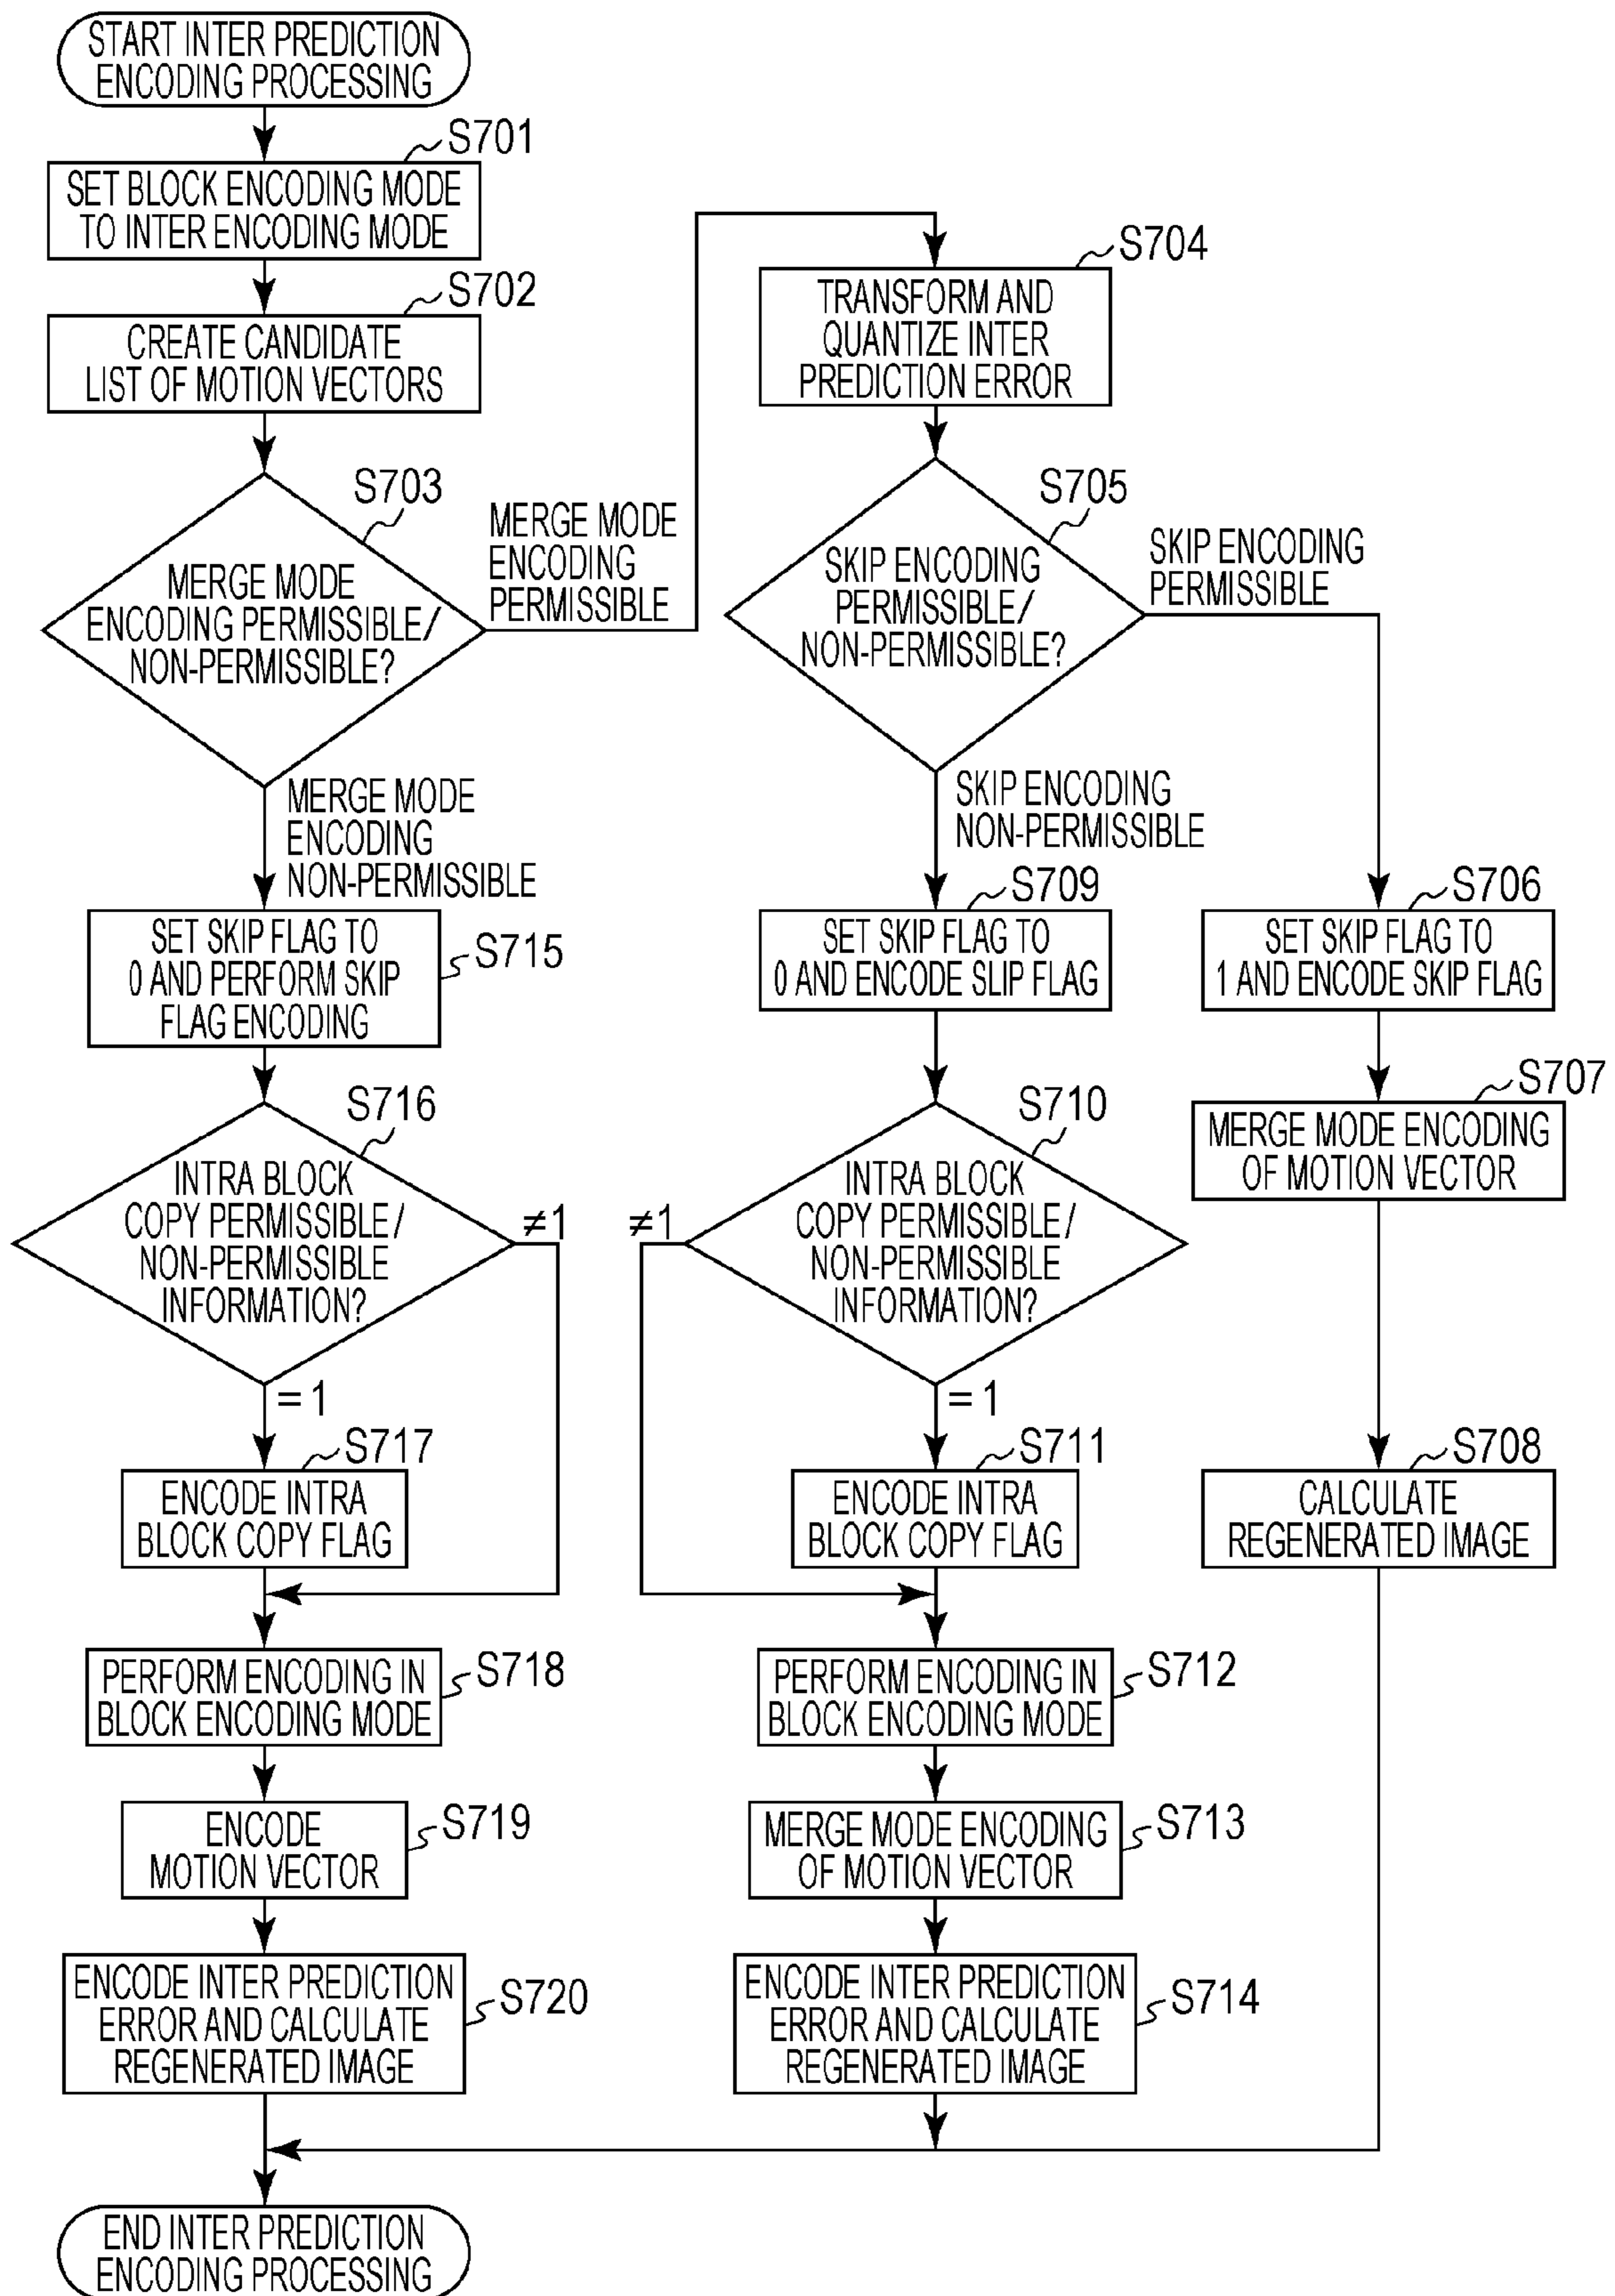 START INTER PREDICTION
ENCODING PROCESSING
S701
SET BLOCK ENCODING MODE
TO INTER ENCODING MODE
S702
CREATE CANDIDATE
LIST OF MOTION VECTORS
S703
MERGE MODE
ENCODING PERMISSIBLE/
NON-PERMISSIBLE?
MERGE MODE
ENCODING
PERMISSIBLE
MERGE MODE
ENCODING
NON-PERMISSIBLE
S704
TRANSFORM AND
QUANTIZE INTER
PREDICTION ERROR
S705
SKIP ENCODING
PERMISSIBLE/
NON-PERMISSIBLE?
SKIP ENCODING
PERMISSIBLE
SKIP ENCODING
NON-PERMISSIBLE
S715
SET SKIP FLAG TO
0 AND PERFORM SKIP
FLAG ENCODING
S709
SET SKIP FLAG TO
0 AND ENCODE SLIP FLAG
S706
SET SKIP FLAG TO
1 AND ENCODE SKIP FLAG
S716
INTRA BLOCK
COPY PERMISSIBLE/
NON-PERMISSIBLE
INFORMATION?
≠1
= 1
S710
INTRA BLOCK
COPY PERMISSIBLE/
NON-PERMISSIBLE
INFORMATION?
≠1
= 1
S707
MERGE MODE ENCODING
OF MOTION VECTOR
S717
ENCODE INTRA
BLOCK COPY FLAG
S711
ENCODE INTRA
BLOCK COPY FLAG
S708
CALCULATE
REGENERATED IMAGE
S718
PERFORM ENCODING IN
BLOCK ENCODING MODE
S712
PERFORM ENCODING IN
BLOCK ENCODING MODE
S719
ENCODE
MOTION VECTOR
S713
MERGE MODE ENCODING
OF MOTION VECTOR
S720
ENCODE INTER PREDICTION
ERROR AND CALCULATE
REGENERATED IMAGE
S714
ENCODE INTER PREDICTION
ERROR AND CALCULATE
REGENERATED IMAGE
END INTER PREDICTION
ENCODING PROCESSING